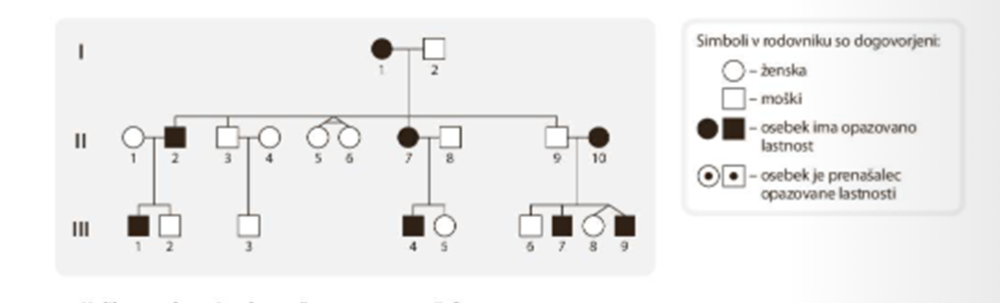 I
1 2
II
1 2 3 4 5 6 7 8 9 10
III
1 2 3 4 5 6 7 8 9
Simboli v rodovniku so dogovorjeni:
– ženska
– moški
– osebek ima opazovano
lastnost
– osebek je prenašalec
opazovane lastnosti